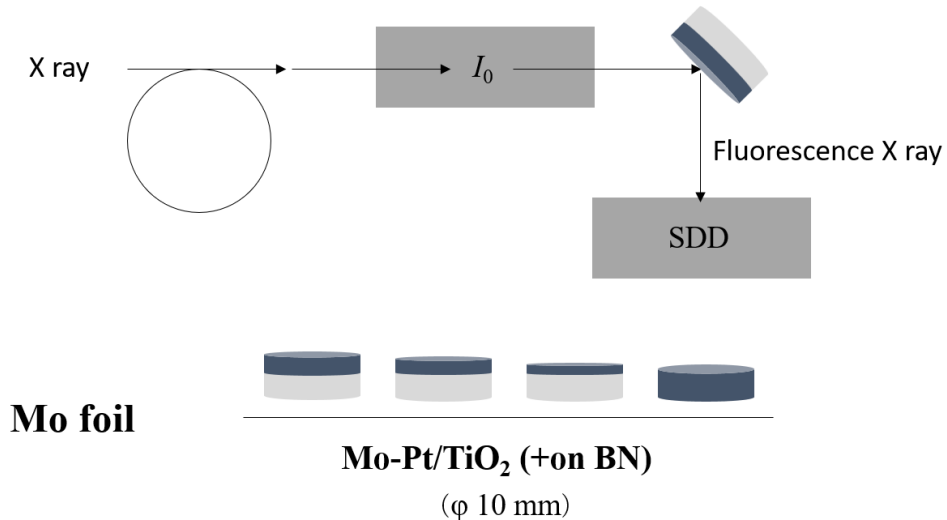 X ray
I₀
Fluorescence X ray
SDD
Mo foil
Mo-Pt/TiO₂ (+on BN)
(φ 10 mm)